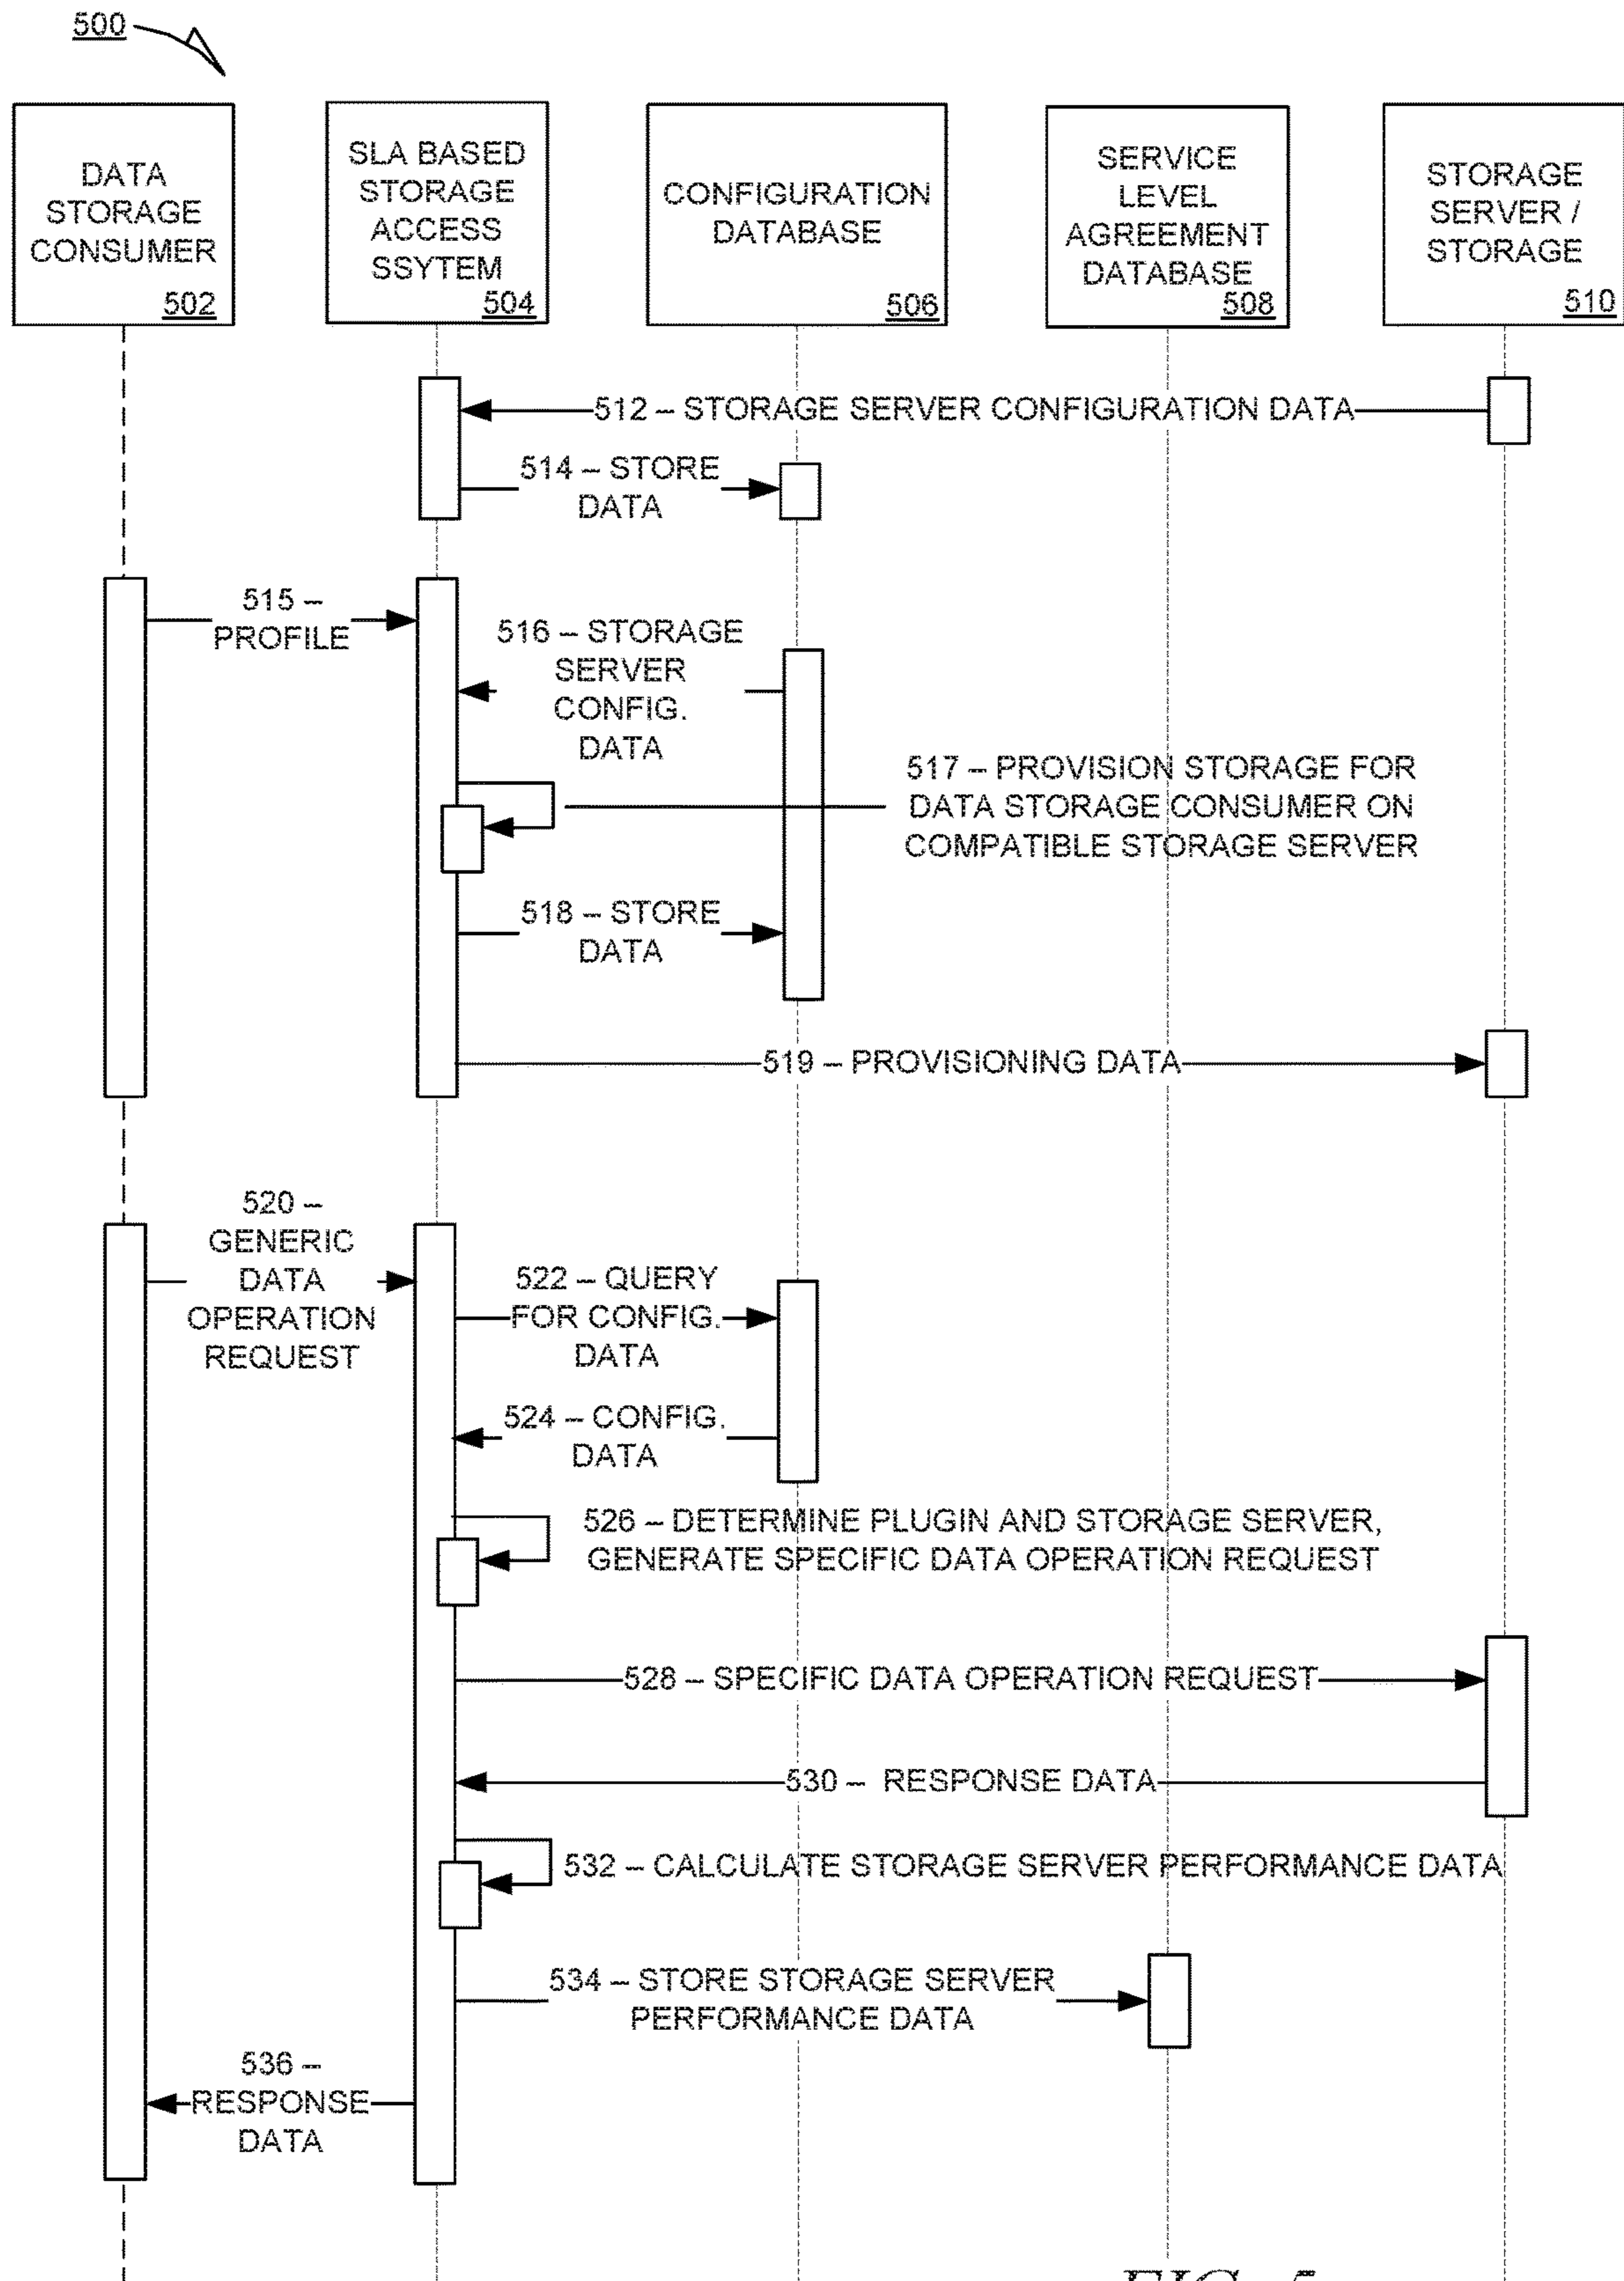 500
DATA
STORAGE
CONSUMER
502
SLA BASED
STORAGE
ACCESS
SSYTEM
504
CONFIGURATION
DATABASE
506
SERVICE
LEVEL
AGREEMENT
DATABASE
508
STORAGE
SERVER /
STORAGE
510
512 – STORAGE SERVER CONFIGURATION DATA
514 – STORE
DATA
515 –
PROFILE
516 – STORAGE
SERVER
CONFIG.
DATA
517 – PROVISION STORAGE FOR
DATA STORAGE CONSUMER ON
COMPATIBLE STORAGE SERVER
518 – STORE
DATA
519 – PROVISIONING DATA
520 –
GENERIC
DATA
OPERATION
REQUEST
522 – QUERY
FOR CONFIG.
DATA
524 – CONFIG.
DATA
526 – DETERMINE PLUGIN AND STORAGE SERVER,
GENERATE SPECIFIC DATA OPERATION REQUEST
528 – SPECIFIC DATA OPERATION REQUEST
530 – RESPONSE DATA
532 – CALCULATE STORAGE SERVER PERFORMANCE DATA
534 – STORE STORAGE SERVER
PERFORMANCE DATA
536 –
RESPONSE
DATA
FIG. 5